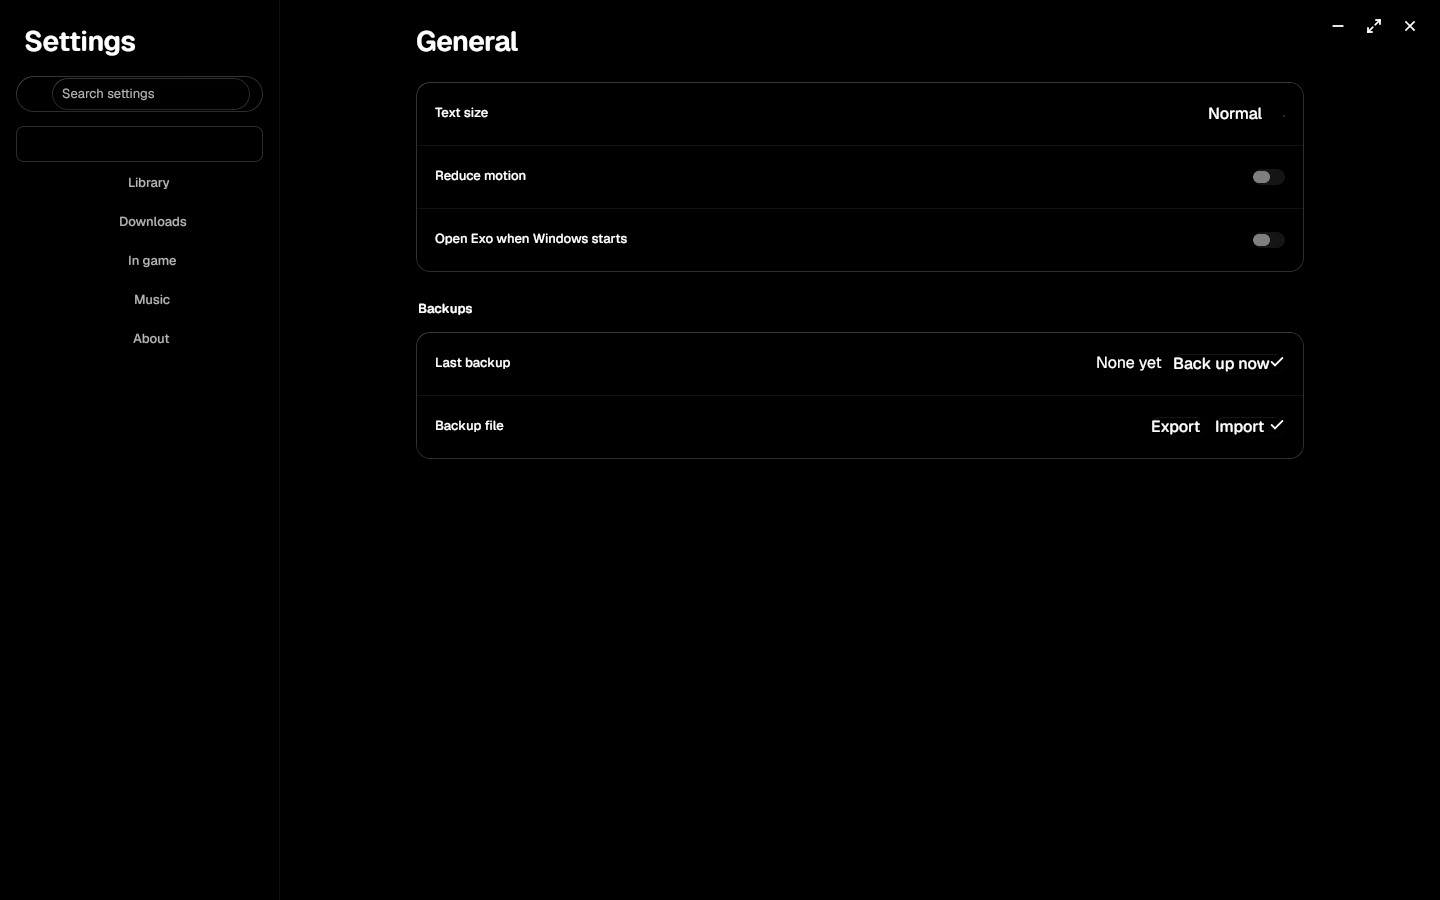 Settings
Search settings
Library
Downloads
In game
Music
About
General
Text size
Normal
Reduce motion
Open Exo when Windows starts
Backups
Last backup
None yet
Back up now
Backup file
Export
Import